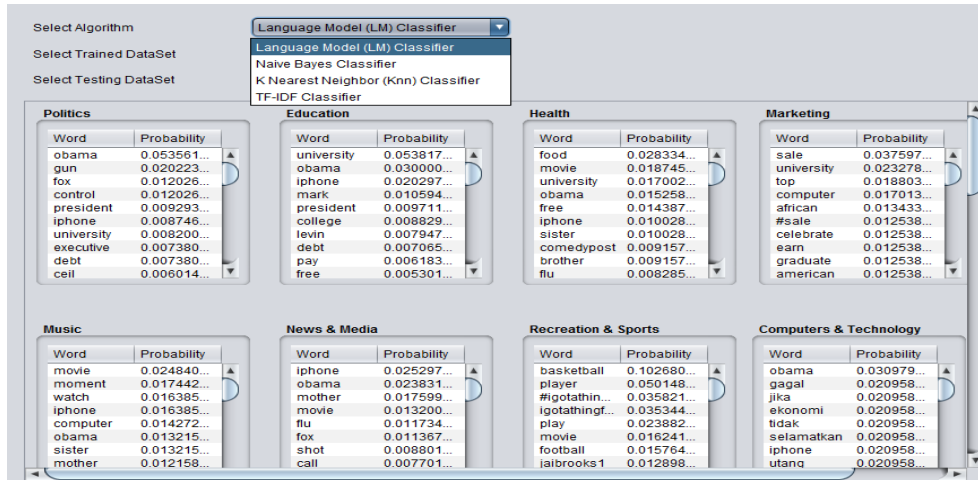 Select Algorithm Language Model (LM) Classifier
Language Model (LM) Classifier
Select Trained DataSet
Naive Bayes Classifier
Select Testing DataSet K Nearest Neighbor (Knn) Classifier
TF-IDF Classifier
Politics Education Health Marketing
Word Probability Word Probability Word Probability Word Probability
obama 0.053561... university 0.053817... food 0.028334... sale 0.037597...
gun 0.020223... obama 0.030000... movie 0.018745... university 0.023278...
fox 0.012026... iphone 0.020297... university 0.017002... top 0.018803...
control 0.012026... mark 0.010594... obama 0.015258... computer 0.017013...
president 0.009293... president 0.009711... free 0.014387... african 0.013433...
iphone 0.008746... college 0.008829... iphone 0.010028... #sale 0.012538...
university 0.008200... levin 0.007947... sister 0.010028... celebrate 0.012538...
executive 0.007380... debt 0.007065... comedypost 0.009157... earn 0.012538...
debt 0.007380... pay 0.006183... brother 0.009157... graduate 0.012538...
ceil 0.006014... free 0.005301... flu 0.008285... american 0.012538...
Music News & Media Recreation & Sports Computers & Technology
Word Probability Word Probability Word Probability Word Probability
movie 0.024840... iphone 0.025297... basketball 0.102680... obama 0.030979...
moment 0.017442... obama 0.023831... player 0.050148... gagal 0.020958...
watch 0.016385... mother 0.017599... #igotathin... 0.035821... jika 0.020958...
iphone 0.016385... movie 0.013200... igotathingf... 0.035344... ekonomi 0.020958...
computer 0.014272... flu 0.011734... play 0.023882... tidak 0.020958...
obama 0.013215... fox 0.011367... movie 0.016241... selamatkan 0.020958...
sister 0.013215... shot 0.008801... football 0.015764... iphone 0.020958...
mother 0.012158... call 0.007701... jaibrooks1 0.012898... utang 0.020958...